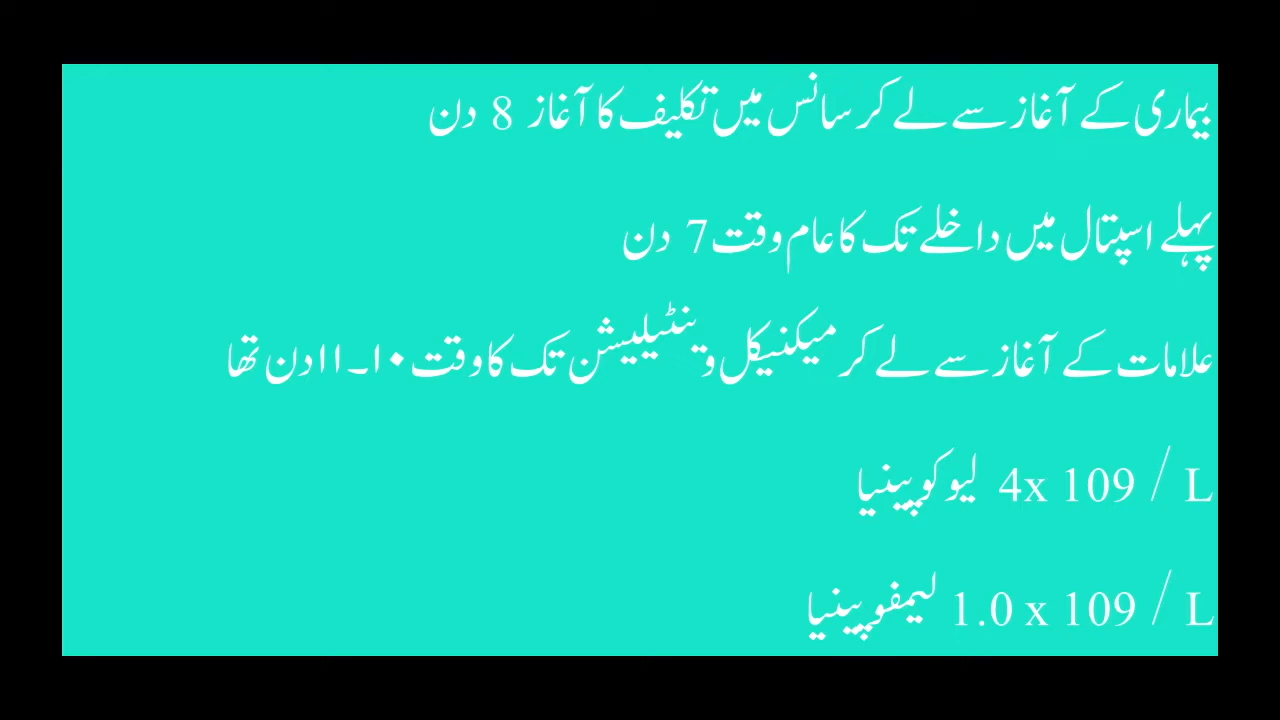 بیماری کے آغاز سے لے کر سانس میں تکلیف کا آغاز 8 دن
پہلے اسپتال میں داخلے تک کا عام وقت 7 دن
علامات کے آغاز سے لے کر میکنیکل وینٹیلیشن تک کا وقت ۱۰۔۱۱ دن تھا
4x 109 / L لیوکوپینیا
1.0 x 109 / L لیمفوپینیا